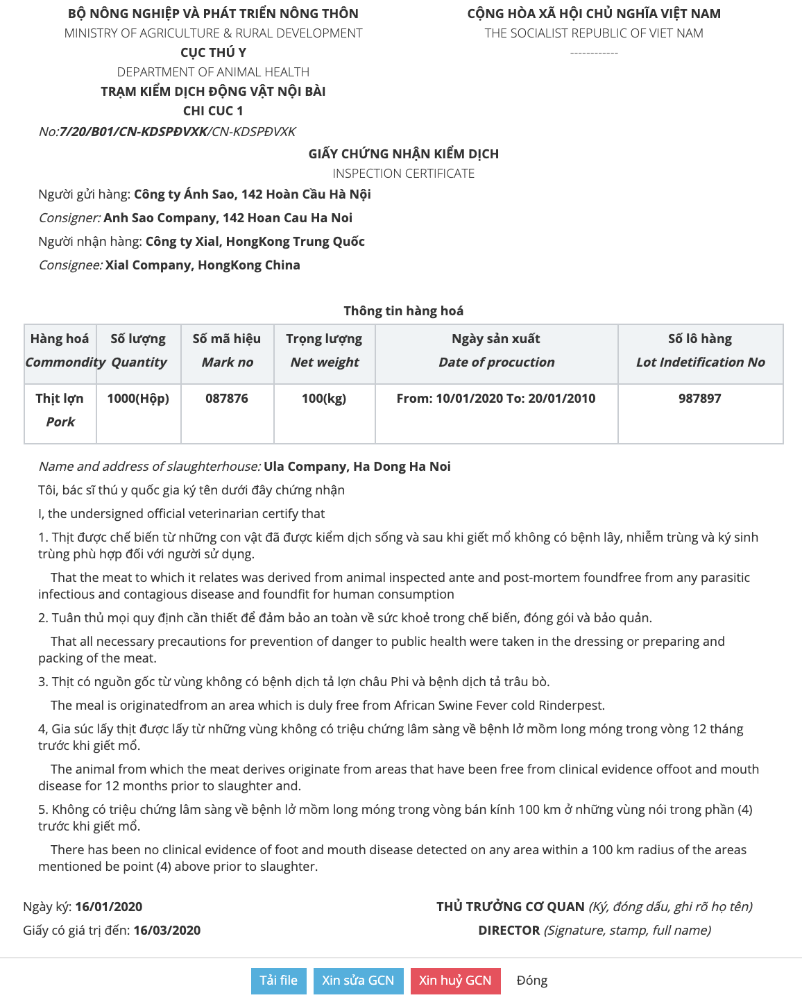 BỘ NÔNG NGHIỆP VÀ PHÁT TRIỂN NÔNG THÔN
MINISTRY OF AGRICULTURE & RURAL DEVELOPMENT
CỤC THÚ Y
DEPARTMENT OF ANIMAL HEALTH
TRẠM KIỂM DỊCH ĐỘNG VẬT NỘI BÀI
CHI CUC 1
CỘNG HÒA XÃ HỘI CHỦ NGHĨA VIỆT NAM
THE SOCIALIST REPUBLIC OF VIET NAM
------------
No:7/20/B01/CN-KDSPĐVXK/CN-KDSPĐVXK
GIẤY CHỨNG NHẬN KIỂM DỊCH
INSPECTION CERTIFICATE
Người gửi hàng: Công ty Ánh Sao, 142 Hoàn Cầu Hà Nội
Consigner: Anh Sao Company, 142 Hoan Cau Ha Noi
Người nhận hàng: Công ty Xial, HongKong Trung Quốc
Consignee: Xial Company, HongKong China
Thông tin hàng hoá
Hàng hoá Số lượng Số mã hiệu Trọng lượng Ngày sản xuất Số lô hàng
Commondity Quantity Mark no Net weight Date of procuction Lot Indetification No
Thịt lợn 1000(Hộp) 087876 100(kg) From: 10/01/2020 To: 20/01/2010 987897
Pork
Name and address of slaughterhouse: Ula Company, Ha Dong Ha Noi
Tôi, bác sĩ thú y quốc gia ký tên dưới đây chứng nhận
I, the undersigned official veterinarian certify that
1. Thịt được chế biến từ những con vật đã được kiểm dịch sống và sau khi giết mổ không có bệnh lây, nhiễm trùng và ký sinh
trùng phù hợp đối với người sử dụng.
That the meat to which it relates was derived from animal inspected ante and post-mortem foundfree from any parasitic
infectious and contagious disease and foundfit for human consumption
2. Tuân thủ mọi quy định cần thiết để đảm bảo an toàn về sức khoẻ trong chế biến, đóng gói và bảo quản.
That all necessary precautions for prevention of danger to public health were taken in the dressing or preparing and
packing of the meat.
3. Thịt có nguồn gốc từ vùng không có bệnh dịch tả lợn châu Phi và bệnh dịch tả trâu bò.
The meal is originatedfrom an area which is duly free from African Swine Fever cold Rinderpest.
4, Gia súc lấy thịt được lấy từ những vùng không có triệu chứng lâm sàng về bệnh lở mồm long móng trong vòng 12 tháng
trước khi giết mổ.
The animal from which the meat derives originate from areas that have been free from clinical evidence offoot and mouth
disease for 12 months prior to slaughter and.
5. Không có triệu chứng lâm sàng về bệnh lở mồm long móng trong vòng bán kính 100 km ở những vùng nói trong phần (4)
trước khi giết mổ.
There has been no clinical evidence of foot and mouth disease detected on any area within a 100 km radius of the areas
mentioned be point (4) above prior to slaughter.
Ngày ký: 16/01/2020
Giấy có giá trị đến: 16/03/2020
THỦ TRƯỞNG CƠ QUAN (Ký, đóng dấu, ghi rõ họ tên)
DIRECTOR (Signature, stamp, full name)
Tải file Xin sửa GCN Xin huỷ GCN Đóng